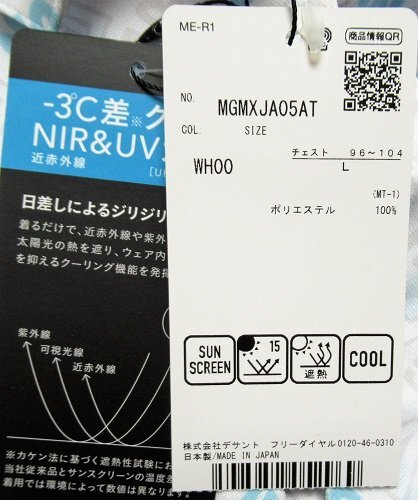 -3℃差※ク
NIR&UV
近赤外線
日差しによるジリジリ
着るだけで、近赤外線や紫外
太陽光の熱を遮り、ウェア内
を抑えるクーリング機能を発揮
紫外線
可視光線
近赤外線
※カケン法に基づく遮熱性試験にお
当社従来品とサンスクリーンの温度差
着用では環境によって数値は異なります。
ME-R1
商品情報QR
NO. MGMXJA05AT
COL. SIZE
チェスト 96~104
WH00 L
(MT-1)
ポリエステル 100%
SUN SCREEN
15
遮熱
COOL
株式会社デサント フリーダイヤル0120-46-0310
日本製/MADE IN JAPAN